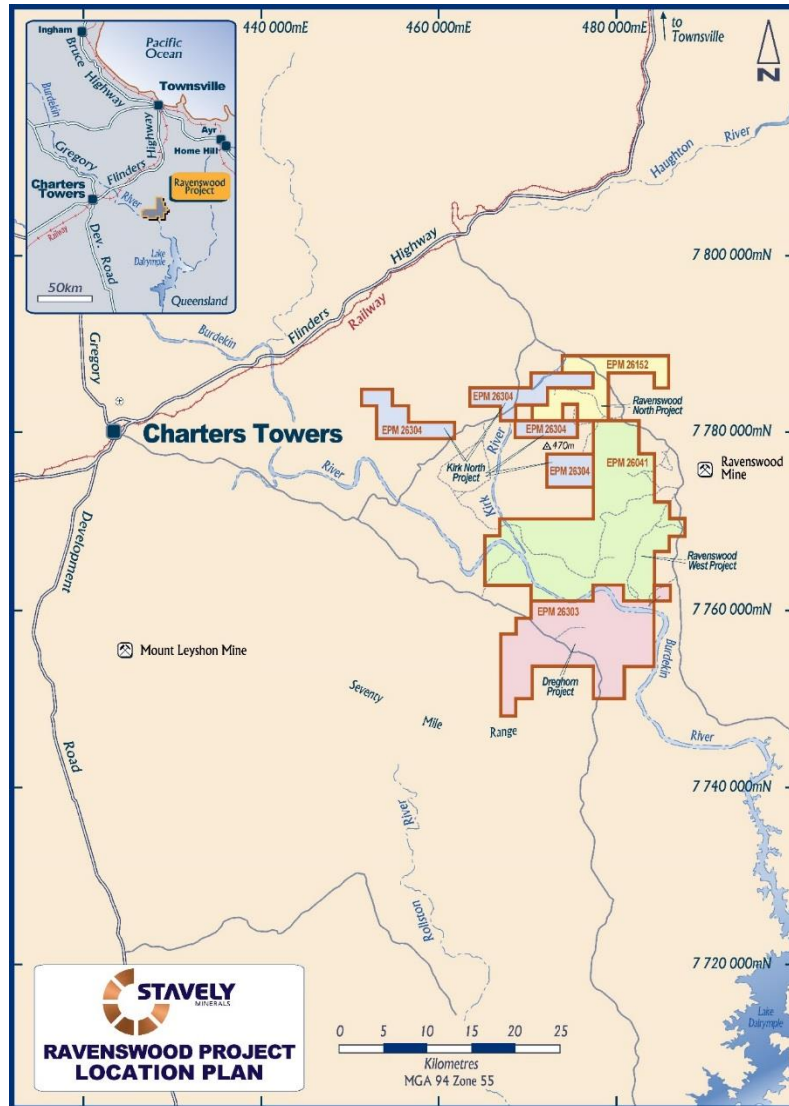 Ingham
Bruce
Highway
Pacific
Ocean
Townsville
Burdekin
Gregory
Highway
Ayr
Home Hill
Flinders
Charters
Towers
River
Ravenswood
Project
Railway
Dev.
Road
Lake
Dalrymple
50km
Queensland
440 000mE
460 000mE
480 000mE
to
Townsville
N
Haughton
River
7 800 000mN
Highway
Flinders
Railway
Burdekin
Gregory
EPM 26152
EPM 26304
Ravenswood
North Project
EPM 26304
EPM 26304
7 780 000mN
Charters Towers
River
470m
EPM 26041
Kirk North
Project
EPM 26304
Ravenswood
Mine
River
Kirk
Development
Ravenswood
West Project
7 760 000mN
EPM 26303
Mount Leyshon Mine
Dreghorn
Project
Burdekin
Seventy
Mile
Range
River
Road
7 740 000mN
River
Rollston
7 720 000mN
STAVELY
MINERALS
RAVENSWOOD PROJECT
LOCATION PLAN
Lake
Dalrymple
0 5 10 15 20 25
Kilometres
MGA 94 Zone 55